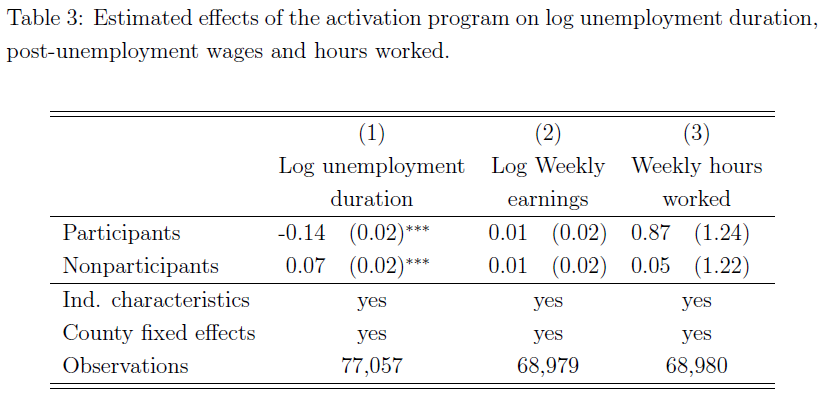 Table 3: Estimated effects of the activation program on log unemployment duration,
post-unemployment wages and hours worked.
(1) (2) (3)
Log unemployment Log Weekly Weekly hours
duration earnings worked
Participants -0.14 (0.02)*** 0.01 (0.02) 0.87 (1.24)
Nonparticipants 0.07 (0.02)*** 0.01 (0.02) 0.05 (1.22)
Ind. characteristics yes yes yes
County fixed effects yes yes yes
Observations 77,057 68,979 68,980